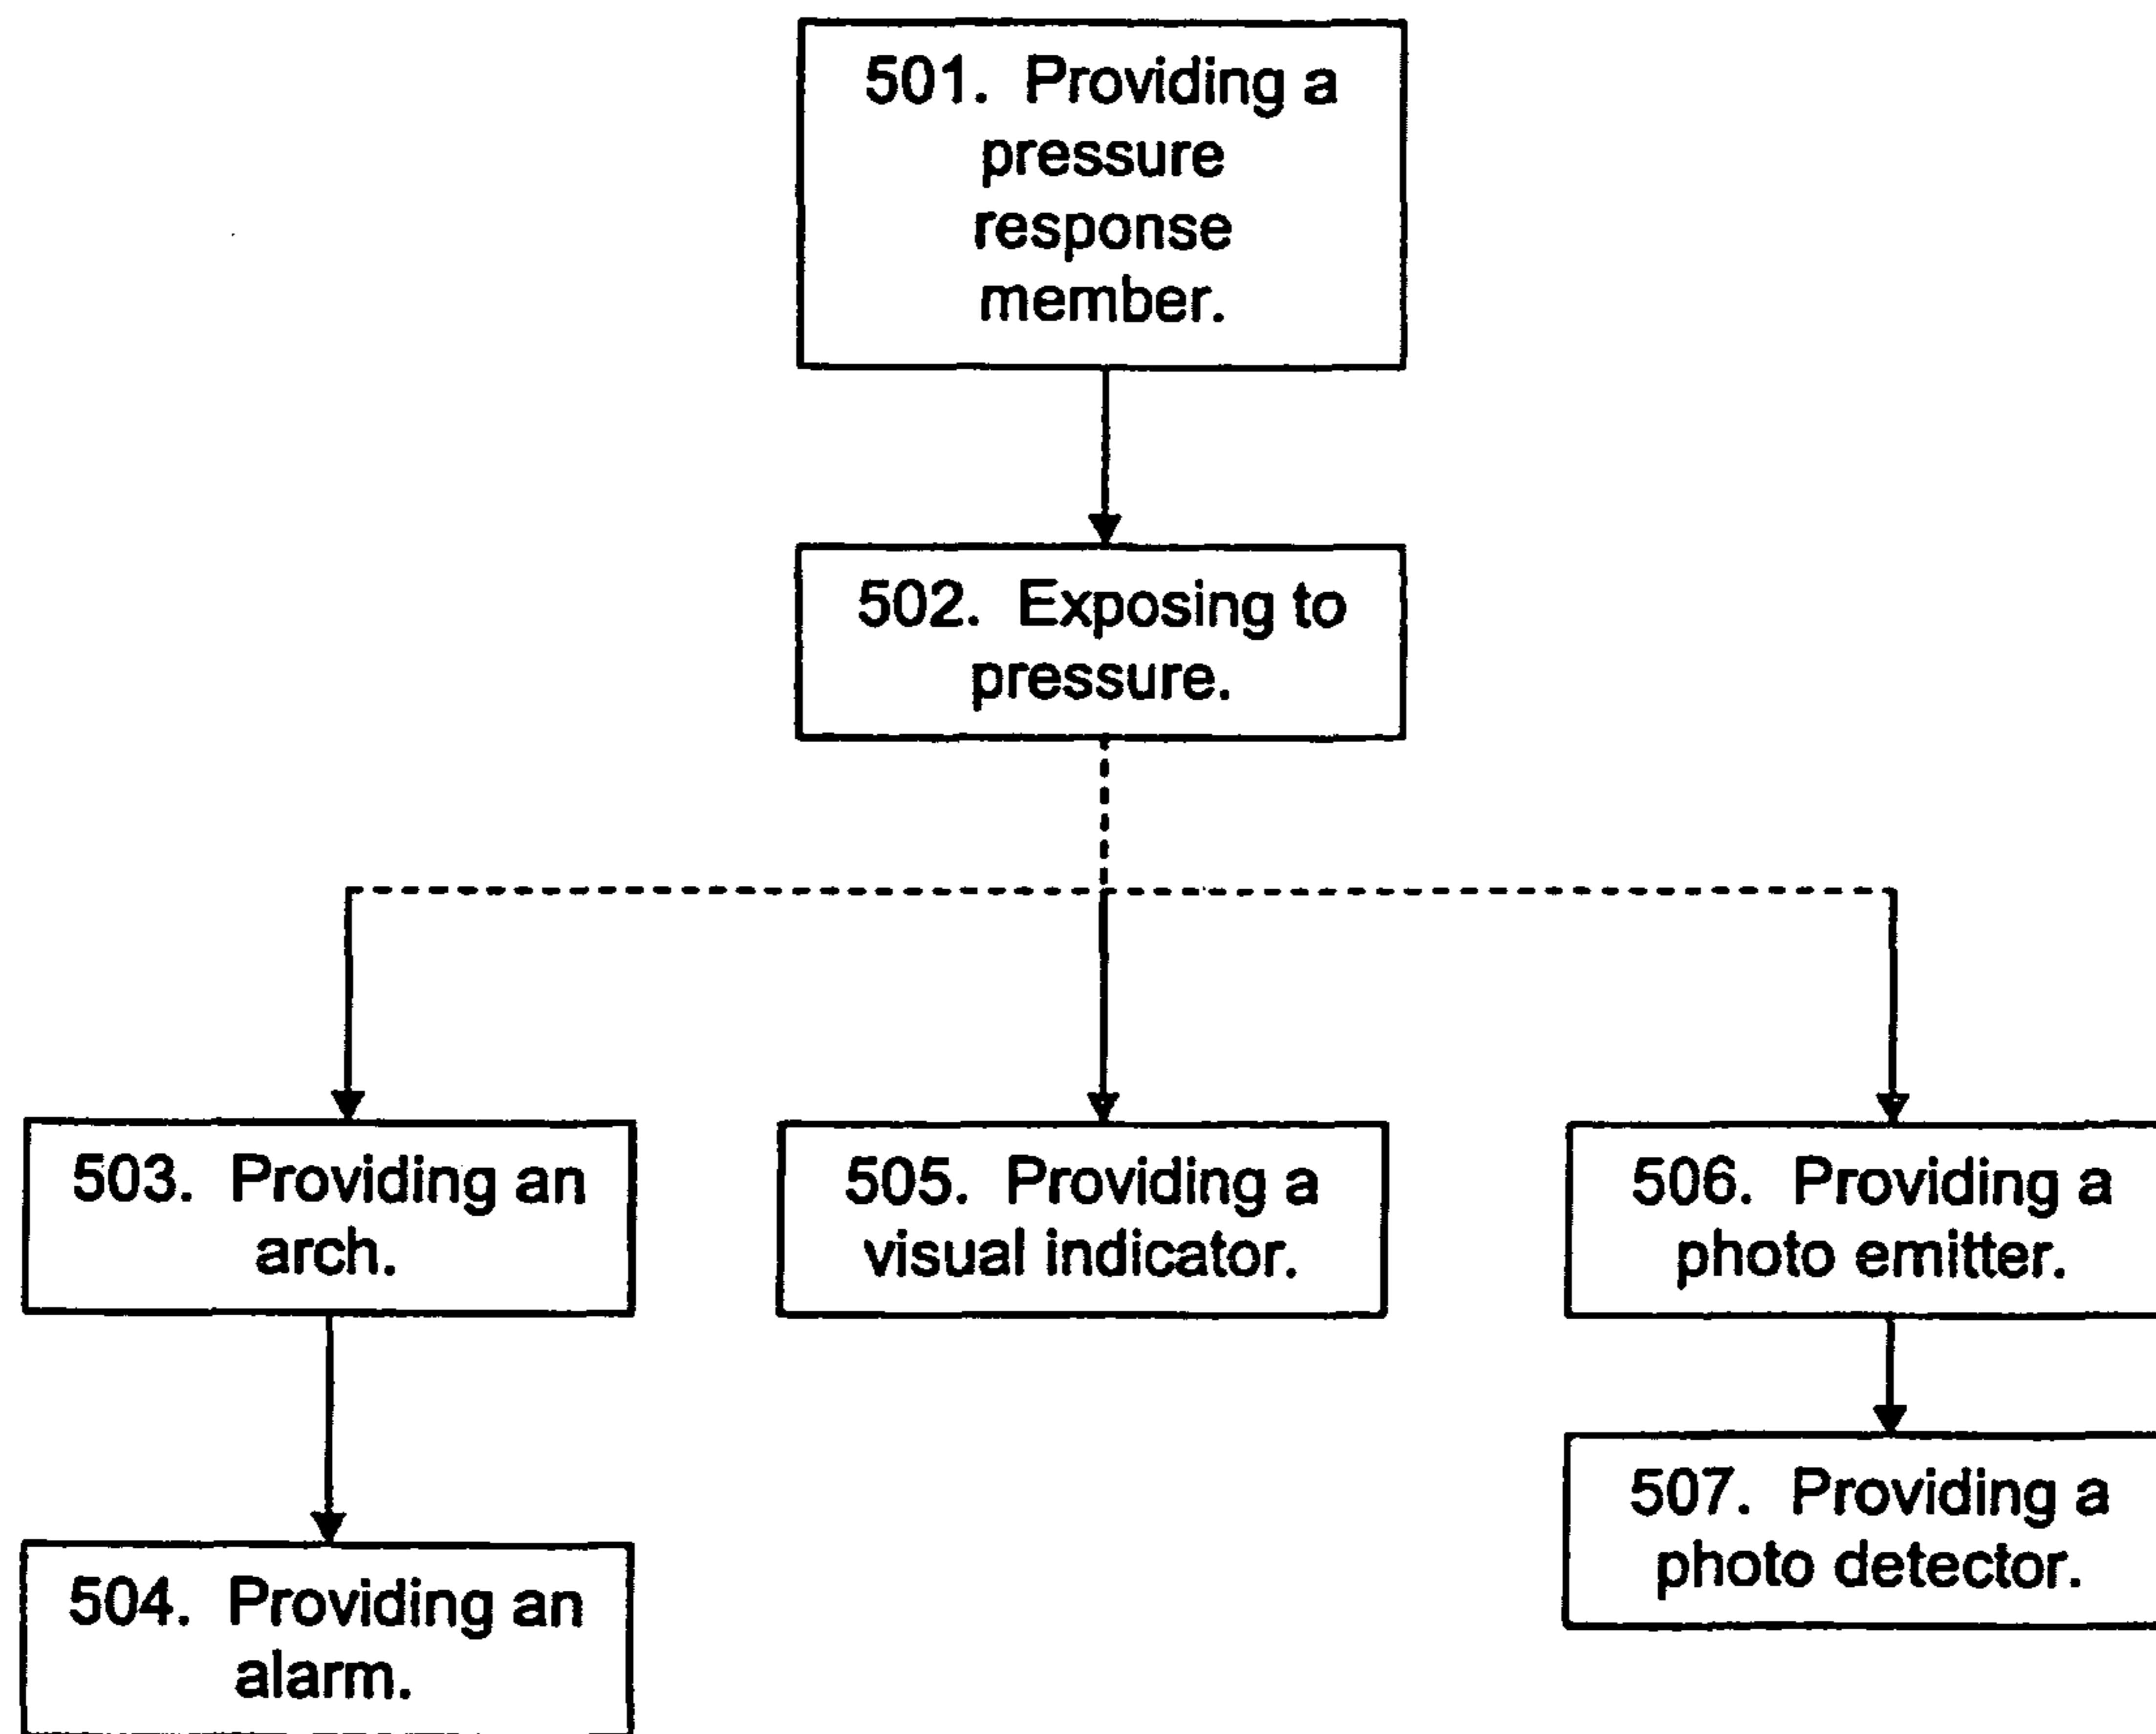 501. Providing a
pressure
response
member.
502. Exposing to
pressure.
503. Providing an
arch.
505. Providing a
visual indicator.
506. Providing a
photo emitter.
507. Providing a
photo detector.
504. Providing an
alarm.